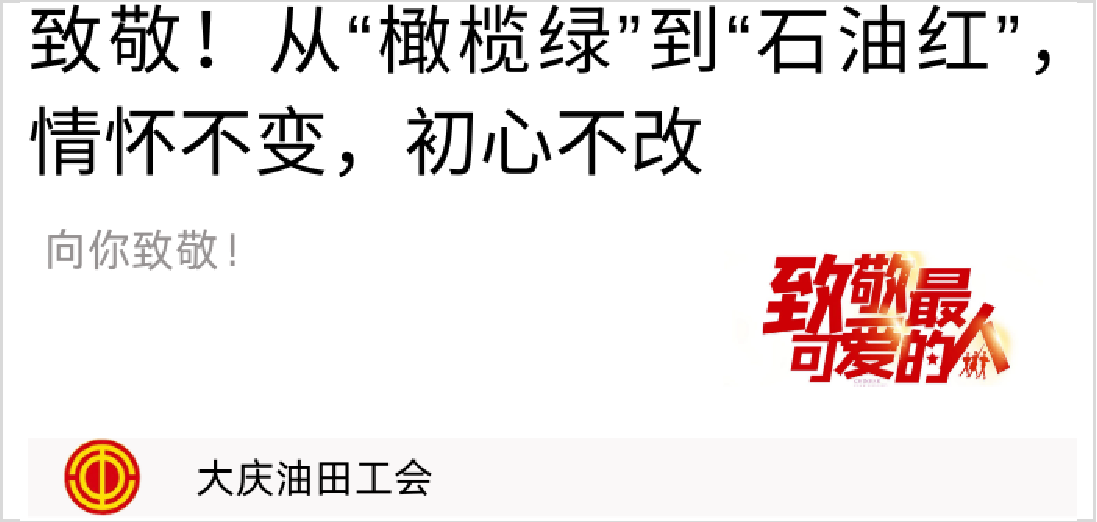 致敬！从“橄榄绿”到“石油红”，
情怀不变，初心不改
向你致敬！
致敬最
可爱的人
大庆油田工会